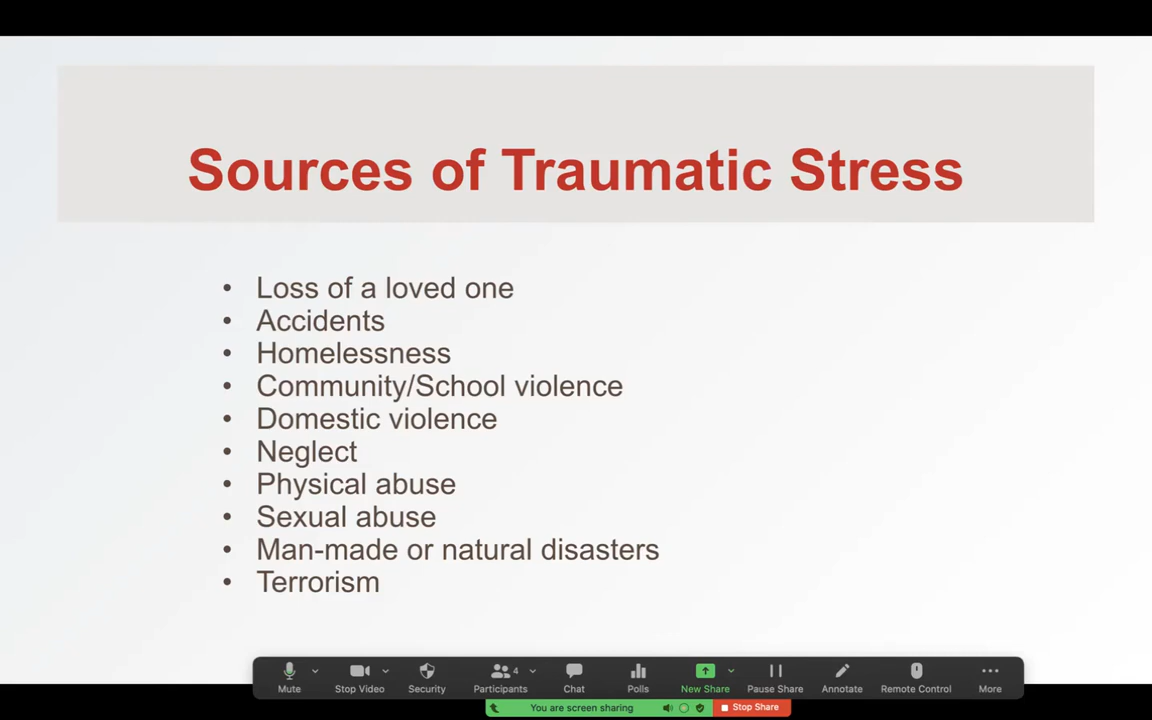 Sources of Traumatic Stress
• Loss of a loved one
• Accidents
• Homelessness
• Community/School violence
• Domestic violence
• Neglect
• Physical abuse
• Sexual abuse
• Man-made or natural disasters
• Terrorism
Mute Stop Video Security Participants 4 Chat Polls New Share Pause Share Annotate Remote Control More
You are screen sharing Stop Share